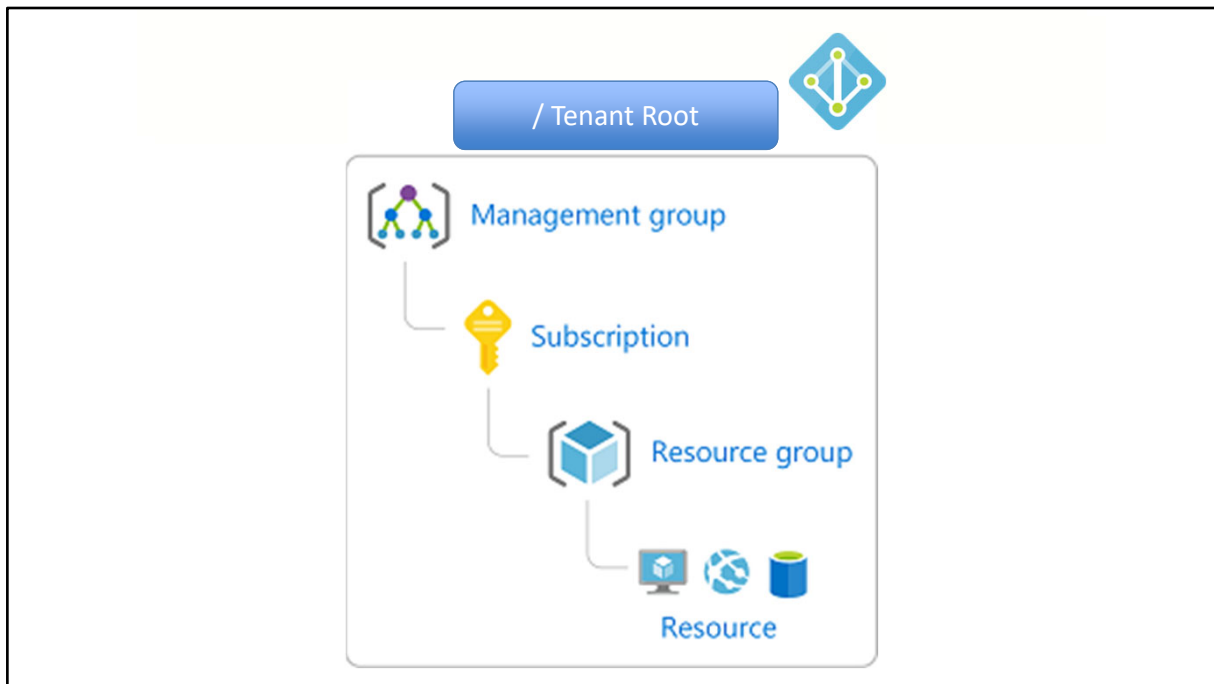 / Tenant Root
Management group
Subscription
Resource group
Resource